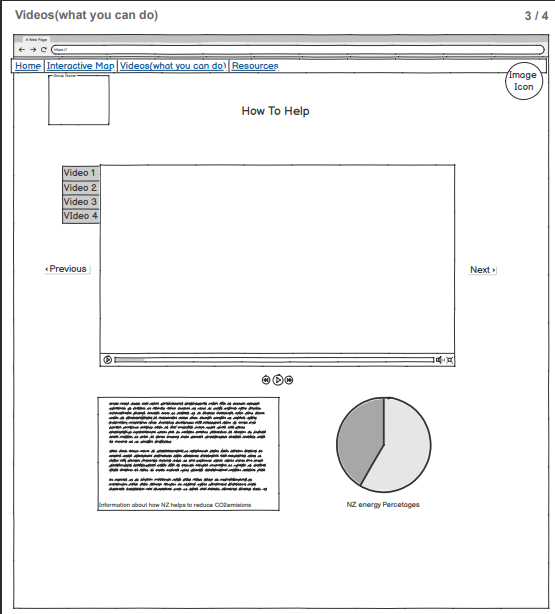 Videos(what you can do)
3 / 4
A Web Page
https://
Home Interactive Map Videos(what you can do) Resources
Group Name
Image
Icon
How To Help
Video 1
Video 2
Video 3
VIdeo 4
Previous
Next
Information about how NZ helps to reduce CO2emisions
NZ energy Percetages